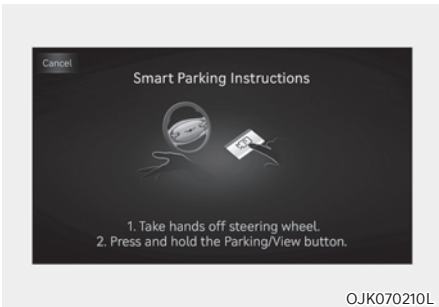 Cancel
Smart Parking Instructions
1. Take hands off steering wheel.
2. Press and hold the Parking/View button.
OJK070210L